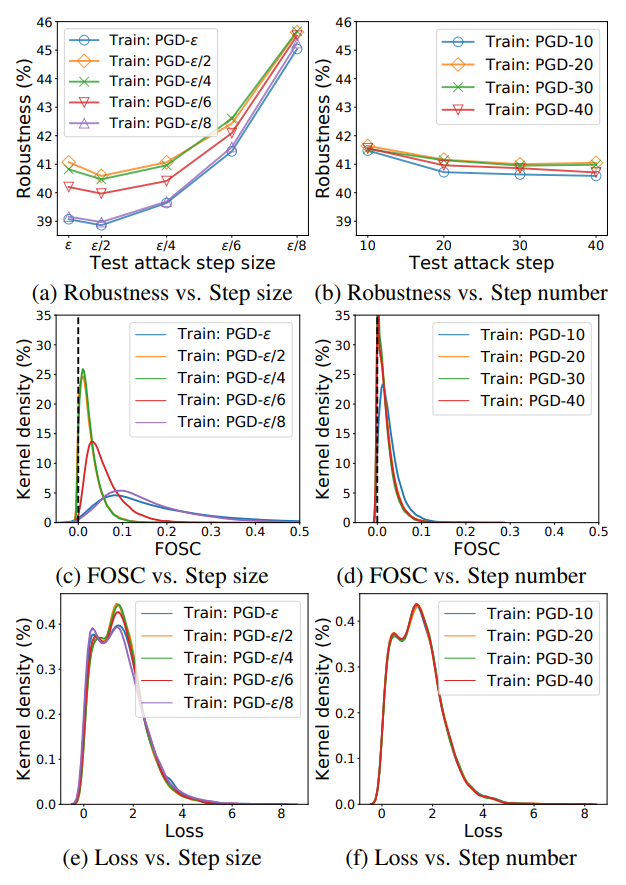 46
45
44
43
42
41
40
39
Robustness (%)
Train: PGD-ε
Train: PGD-ε/2
Train: PGD-ε/4
Train: PGD-ε/6
Train: PGD-ε/8
ε ε/2 ε/4 ε/6 ε/8
Test attack step size
(a) Robustness vs. Step size
46
45
44
43
42
41
40
39
Robustness (%)
Train: PGD-10
Train: PGD-20
Train: PGD-30
Train: PGD-40
10 20 30 40
Test attack step
(b) Robustness vs. Step number
35
30
25
20
15
10
5
0
Kernel density (%)
Train: PGD-ε
Train: PGD-ε/2
Train: PGD-ε/4
Train: PGD-ε/6
Train: PGD-ε/8
0.0 0.1 0.2 0.3 0.4 0.5
FOSC
(c) FOSC vs. Step size
35
30
25
20
15
10
5
0
Kernel density (%)
Train: PGD-10
Train: PGD-20
Train: PGD-30
Train: PGD-40
0.0 0.1 0.2 0.3 0.4 0.5
FOSC
(d) FOSC vs. Step number
0.4
0.3
0.2
0.1
0.0
Kernel density (%)
Train: PGD-ε
Train: PGD-ε/2
Train: PGD-ε/4
Train: PGD-ε/6
Train: PGD-ε/8
0 2 4 6 8
Loss
(e) Loss vs. Step size
0.4
0.3
0.2
0.1
0.0
Kernel density (%)
Train: PGD-10
Train: PGD-20
Train: PGD-30
Train: PGD-40
0 2 4 6 8
Loss
(f) Loss vs. Step number